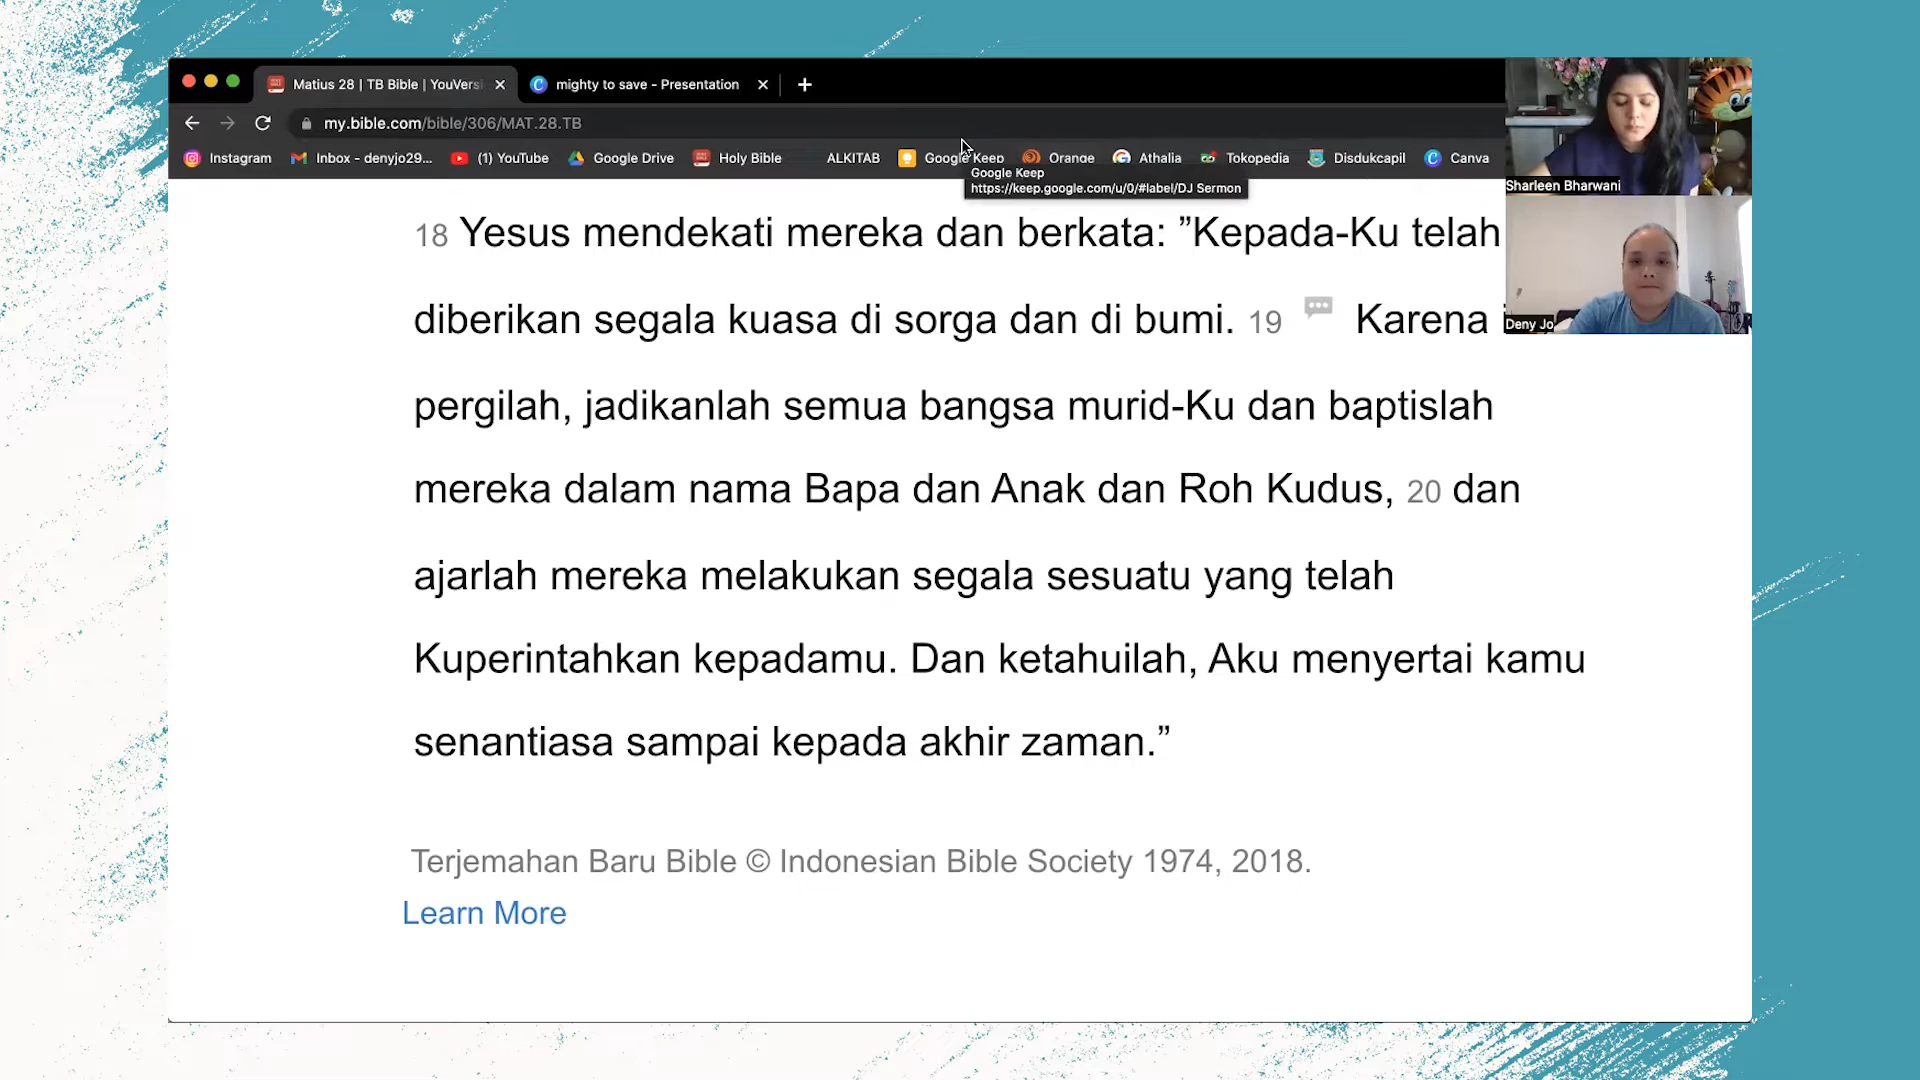 Matius 28 | TB Bible | YouVersi
mighty to save - Presentation
my.bible.com/bible/306/MAT.28.TB
Instagram
Inbox - denyjo29...
(1) YouTube
Google Drive
Holy Bible
ALKITAB
Google Keep
Orange
Athalia
Tokopedia
Disdukcapil
Canva
Google Keep
https://keep.google.com/u/0/#label/DJ Sermon
Sharleen Bharwani
Deny Jo
18 Yesus mendekati mereka dan berkata: ”Kepada-Ku telah
diberikan segala kuasa di sorga dan di bumi. 19 Karena
pergilah, jadikanlah semua bangsa murid-Ku dan baptislah
mereka dalam nama Bapa dan Anak dan Roh Kudus, 20 dan
ajarlah mereka melakukan segala sesuatu yang telah
Kuperintahkan kepadamu. Dan ketahuilah, Aku menyertai kamu
senantiasa sampai kepada akhir zaman.”
Terjemahan Baru Bible © Indonesian Bible Society 1974, 2018.
Learn More